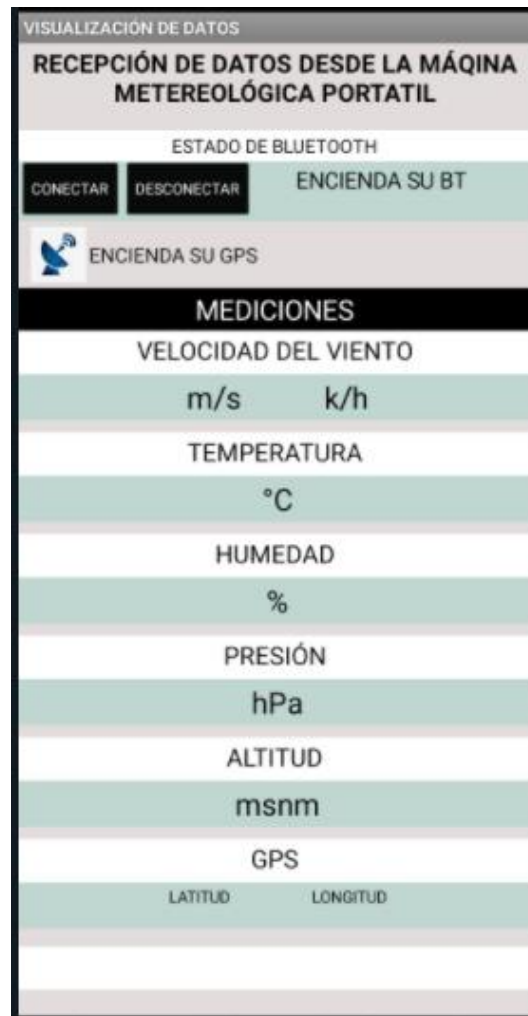 VISUALIZACIÓN DE DATOS
RECEPCIÓN DE DATOS DESDE LA MÁQINA
METEREOLÓGICA PORTATIL
ESTADO DE BLUETOOTH
CONECTAR DESCONECTAR ENCIENDA SU BT
ENCIENDA SU GPS
MEDICIONES
VELOCIDAD DEL VIENTO
m/s k/h
TEMPERATURA
°C
HUMEDAD
%
PRESIÓN
hPa
ALTITUD
msnm
GPS
LATITUD LONGITUD